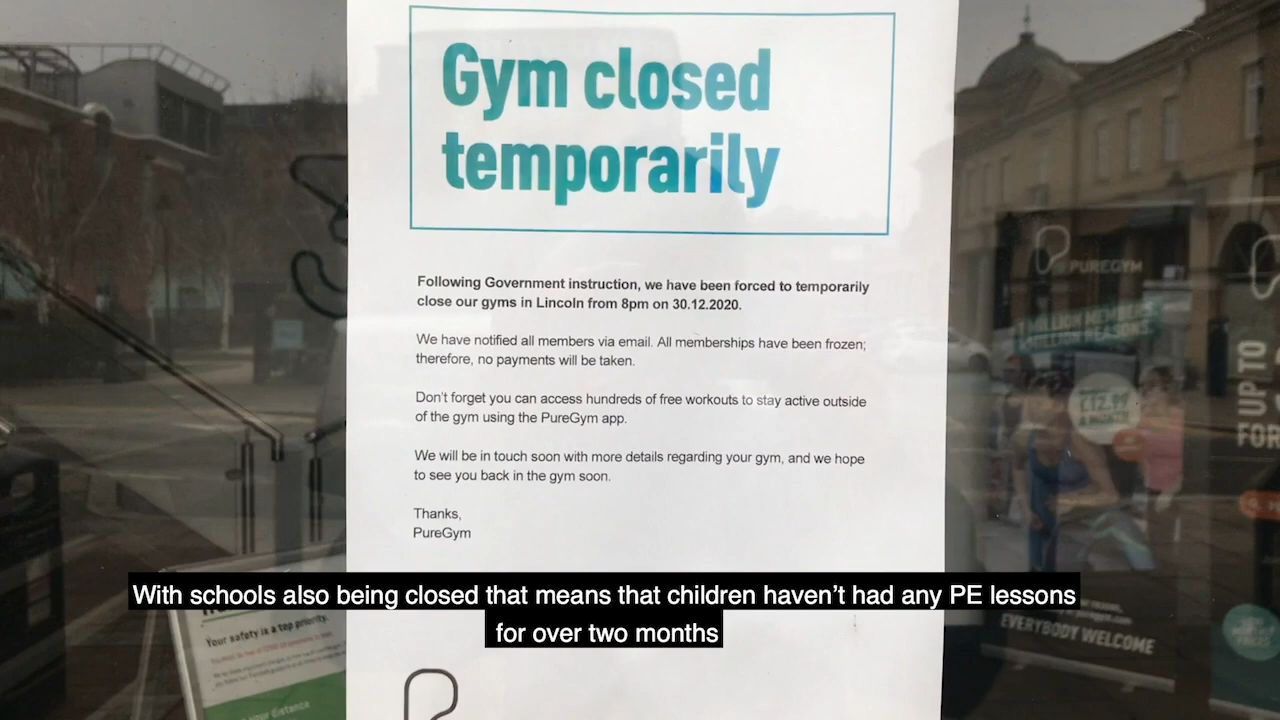 Gym closed
temporarily
Following Government instruction, we have been forced to temporarily
close our gyms in Lincoln from 8pm on 30.12.2020.
We have notified all members via email. All memberships have been frozen;
therefore, no payments will be taken.
Don't forget you can access hundreds of free workouts to stay active outside
of the gym using the PureGym app.
We will be in touch soon with more details regarding your gym, and we hope
to see you back in the gym soon.
Thanks,
PureGym
With schools also being closed that means that children haven't had any PE lessons
for over two months
Your safety is a top priority.
distance
PUREGYM
£12.99
A MONTH
EVERYBODY WELCOME
UP TO
FOR